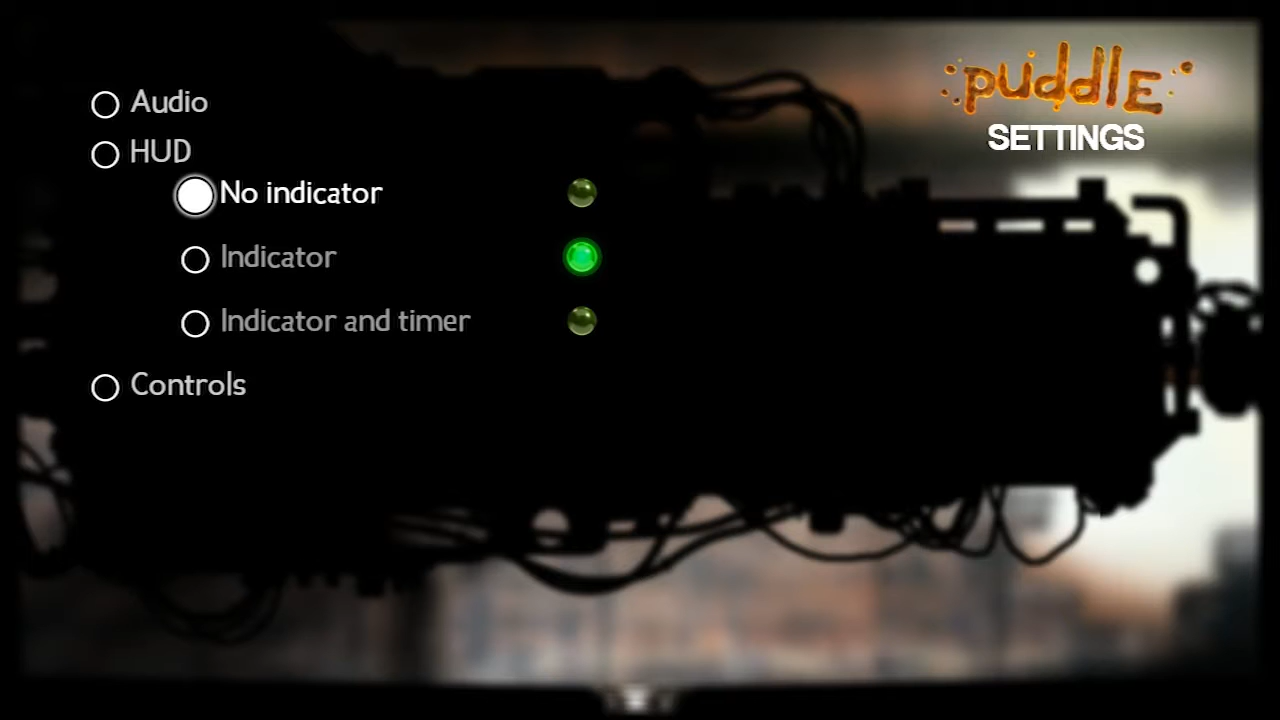 puddle
SETTINGS
Audio
HUD
No indicator
Indicator
Indicator and timer
Controls